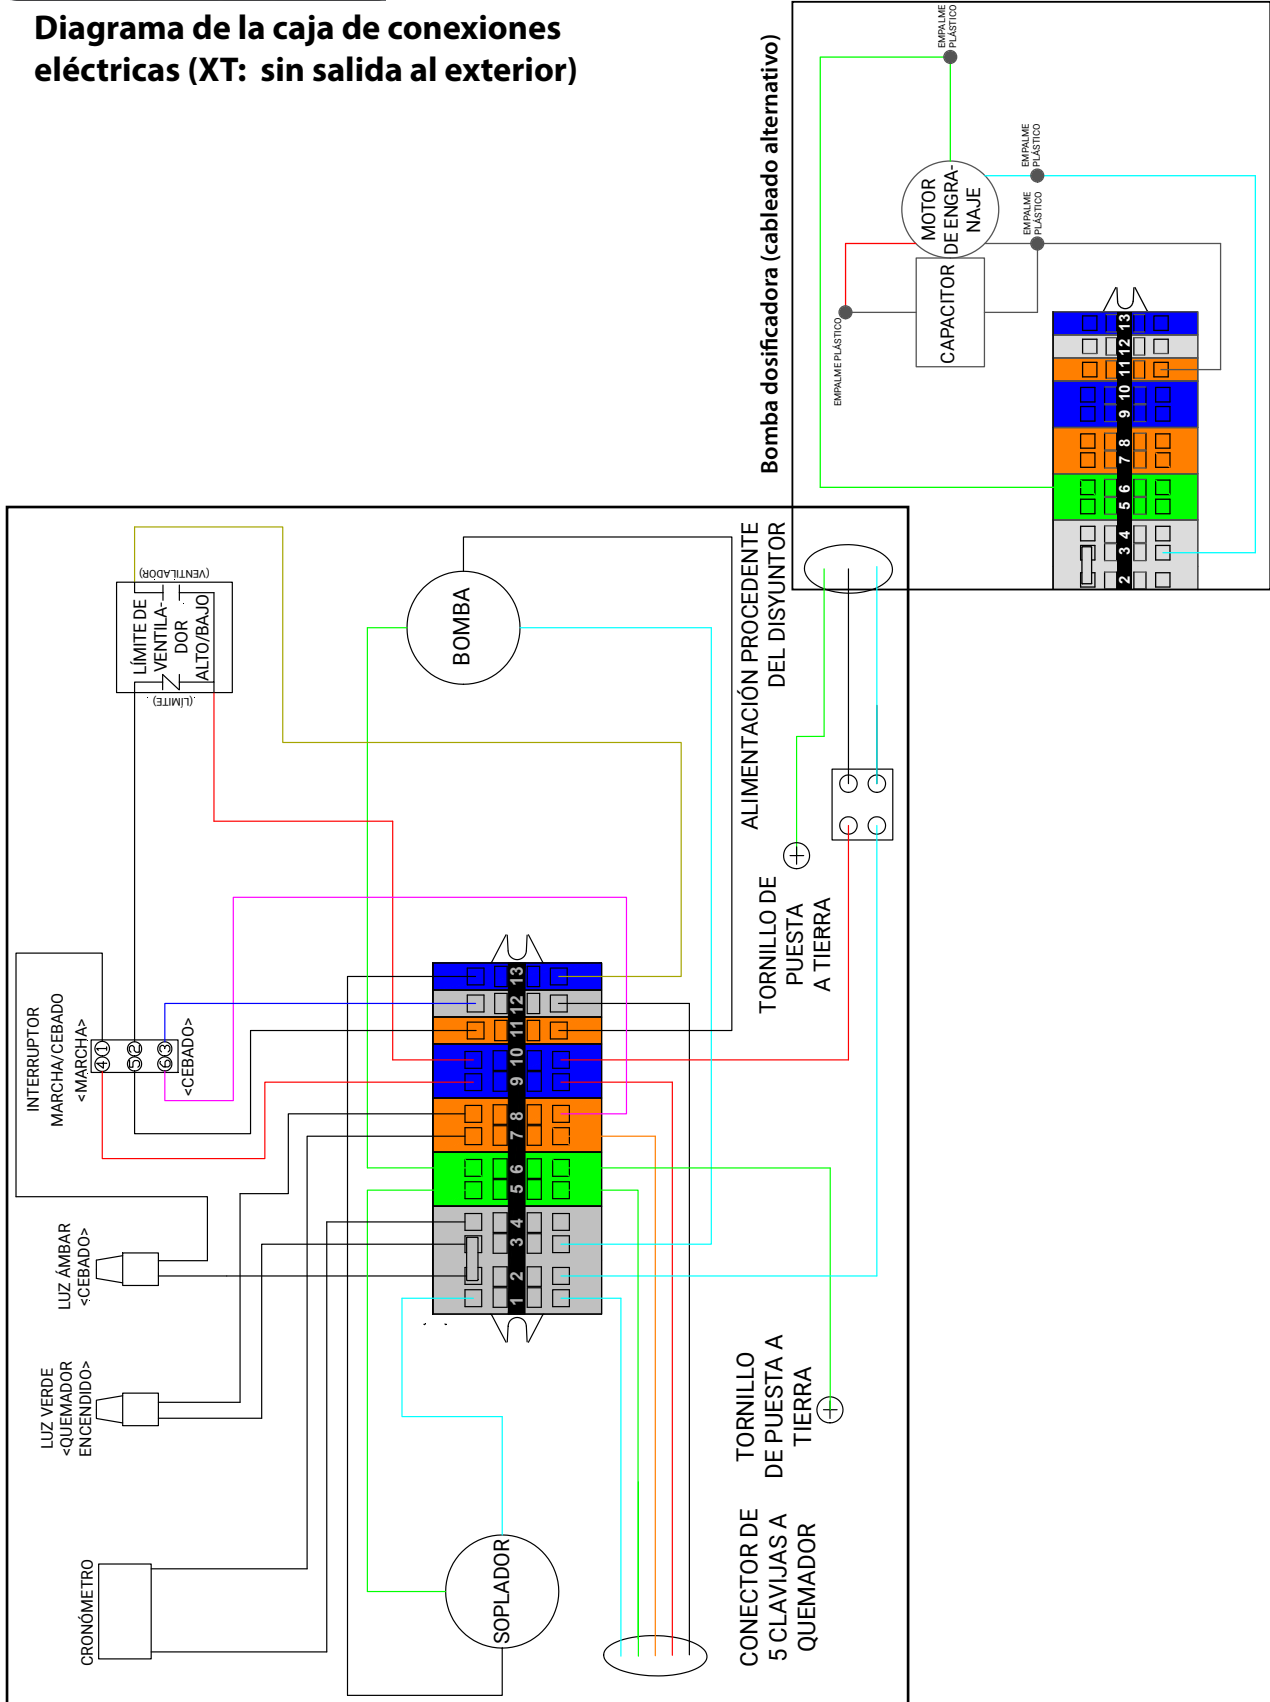 Diagrama de la caja de conexiones
eléctricas (XT: sin salida al exterior)
Bomba dosificadora (cableado alternativo)
EMPALME
PLÁSTICO
EMPALME
PLÁSTICO
EMPALME
PLÁSTICO
EMPALME PLÁSTICO
MOTOR
DE ENGRA-
NAJE
CAPACITOR
13
12
11
10
9
8
7
6
5
4
3
2
(VENTILADOR)
LÍMITE DE
VENTILA-
DOR
ALTO/BAJO
(LÍMITE)
BOMBA
ALIMENTACIÓN PROCEDENTE
DEL DISYUNTOR
TORNILLO DE
PUESTA
A TIERRA
INTERRUPTOR
MARCHA/CEBADO
<MARCHA>
4 1
5 2
6 3
<CEBADO>
13
12
11
10
9
8
7
6
5
4
3
2
1
LUZ ÁMBAR
<CEBADO>
LUZ VERDE
<QUEMADOR
ENCENDIDO>
CRONÓMETRO
SOPLADOR
TORNILLO
DE PUESTA A
TIERRA
CONECTOR DE
5 CLAVIJAS A
QUEMADOR